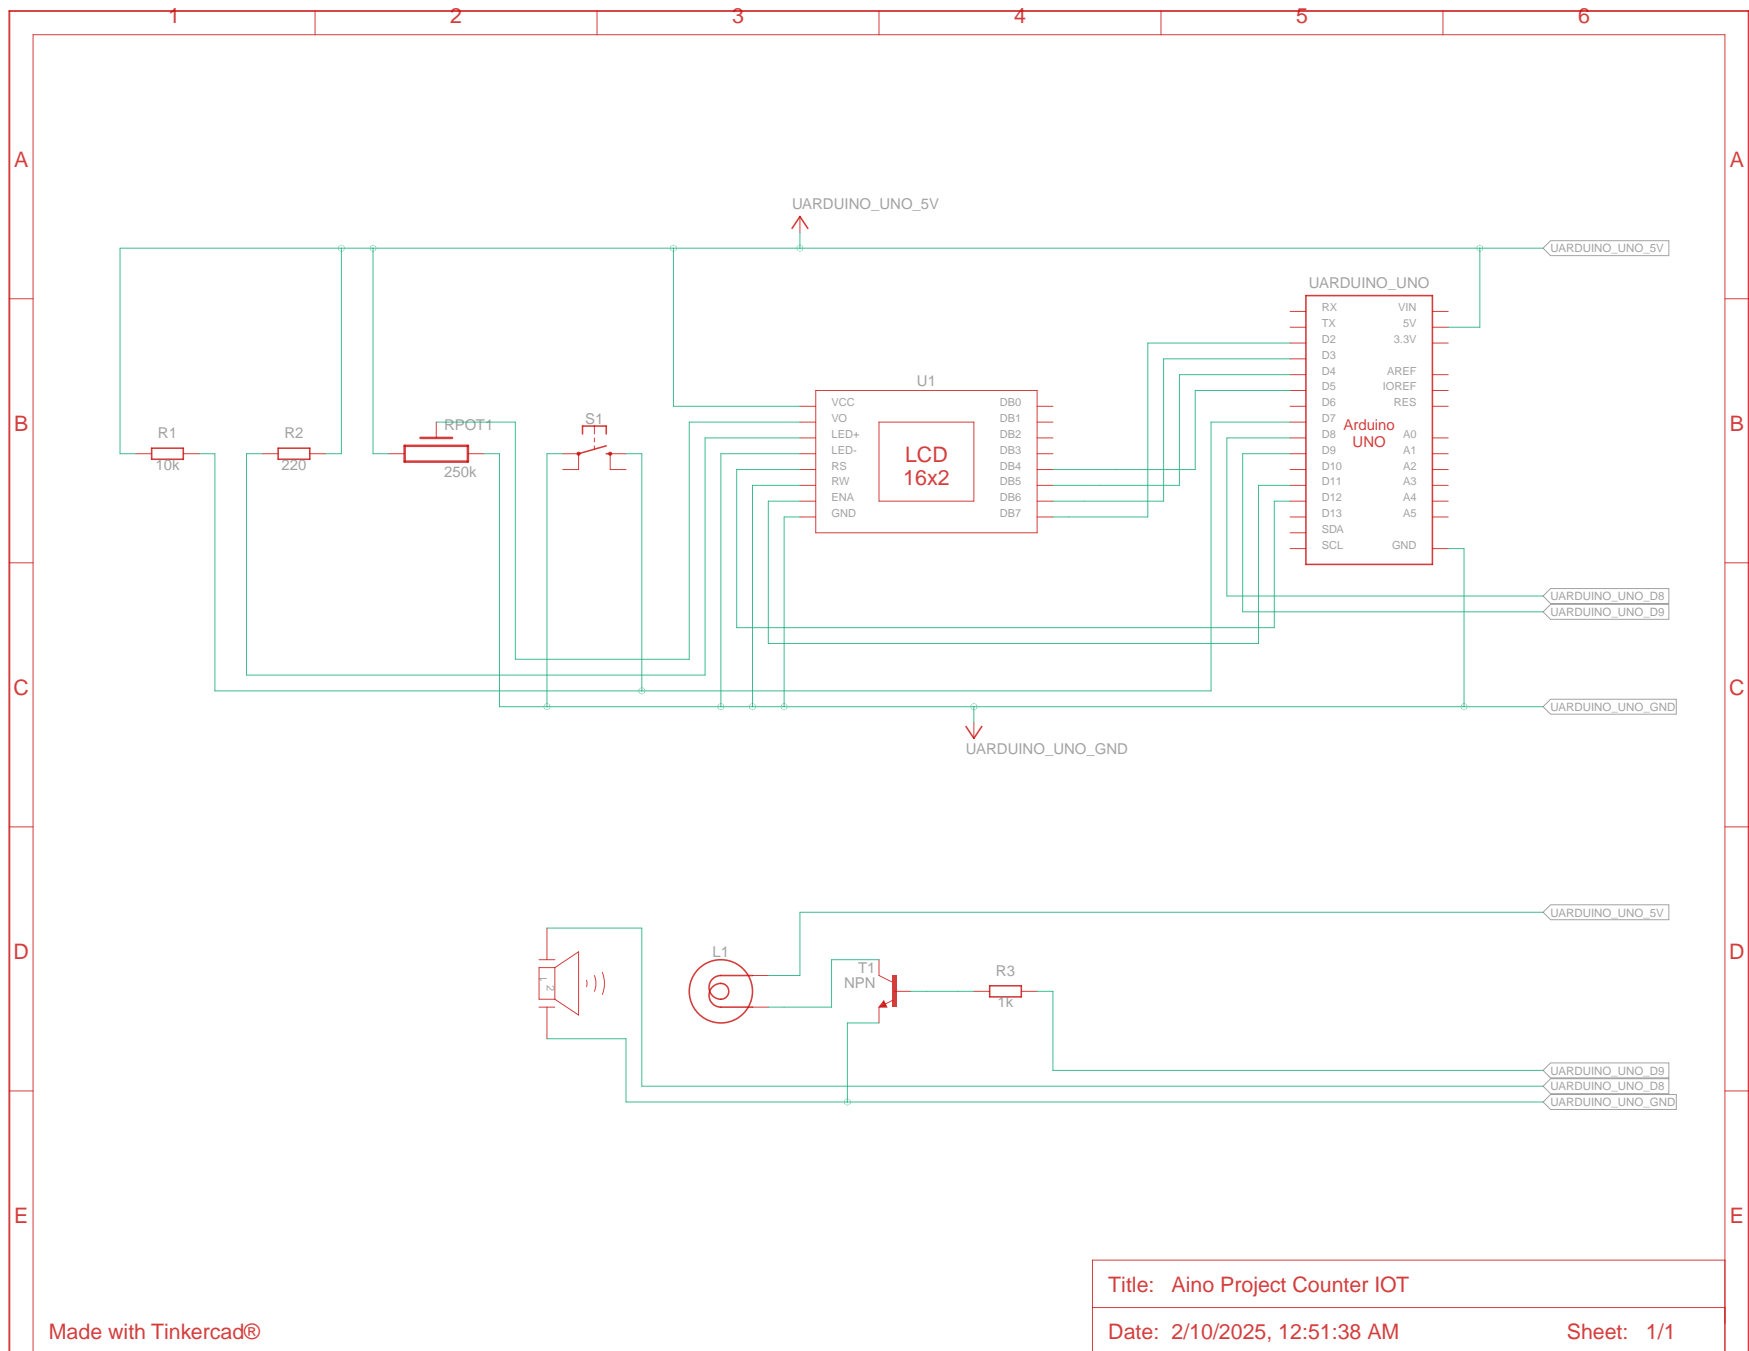 1 2 3 4 5 6
A A
UARDUINO_UNO_5V
UARDUINO_UNO_5V
UARDUINO_UNO
RX VIN
TX 5V
D2 3.3V
D3
D4 AREF
D5 IOREF
D6 RES
D7
Arduino
UNO
D8 A0
D9 A1
D10 A2
D11 A3
D12 A4
D13 A5
SDA
SCL GND
U1
VCC DB0
VO DB1
LED+ DB2
LED- DB3
RS DB4
RW DB5
ENA DB6
GND DB7
LCD
16x2
B B
R1
10k
R2
220
RPOT1
250k
S1
UARDUINO_UNO_D8
UARDUINO_UNO_D9
C C
UARDUINO_UNO_GND
UARDUINO_UNO_GND
UARDUINO_UNO_5V
D D
1
2
L1
T1
NPN
R3
1k
UARDUINO_UNO_D9
UARDUINO_UNO_D8
UARDUINO_UNO_GND
E E
Title: Aino Project Counter IOT
Made with Tinkercad®
Date: 2/10/2025, 12:51:38 AM Sheet: 1/1